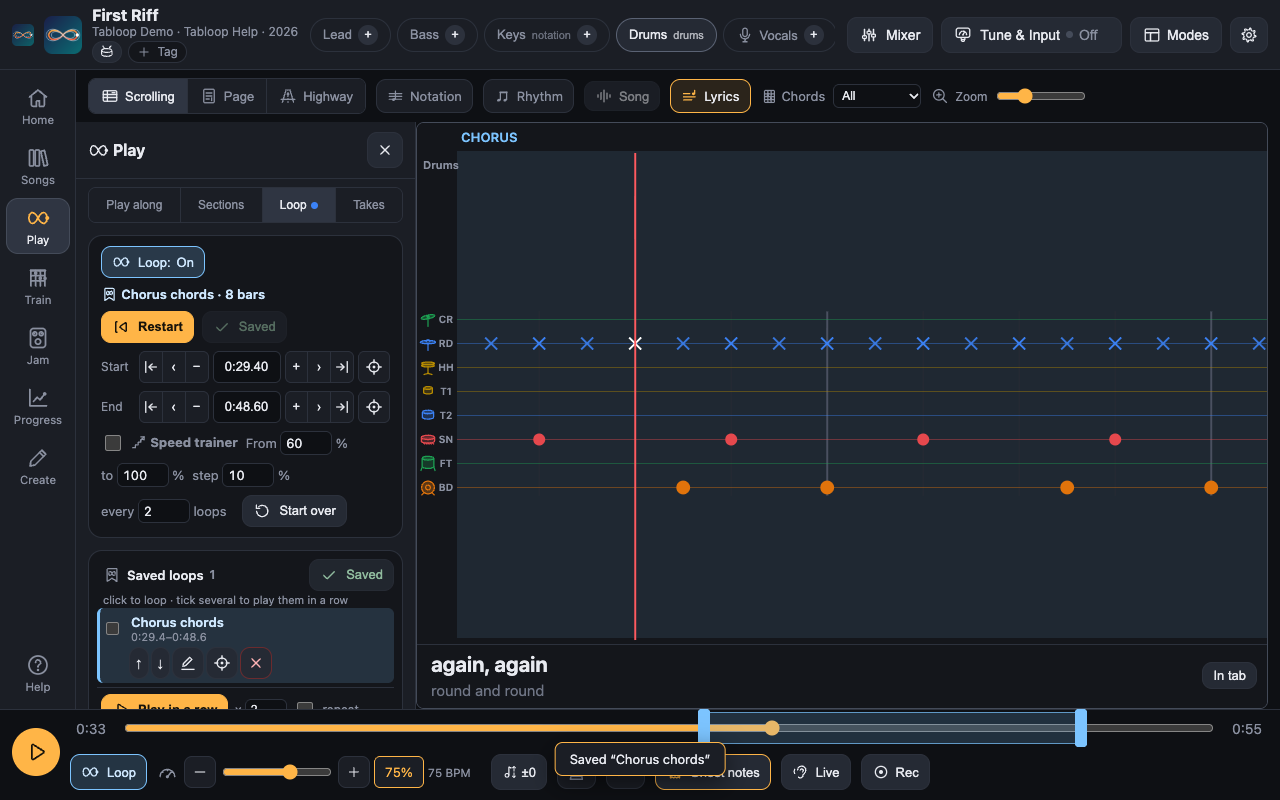 First Riff
Tabloop Demo · Tabloop Help · 2026
+ Tag
Lead +
Bass +
Keys notation +
Drums drums
Vocals +
Mixer
Tune & Input Off
Modes
Home
Songs
Play
Train
Jam
Progress
Create
Help
Scrolling
Page
Highway
Notation
Rhythm
Song
Lyrics
Chords
All
Zoom
Play
Play along
Sections
Loop
Takes
Loop: On
Chorus chords · 8 bars
Restart
Saved
Start
0:29.40
End
0:48.60
Speed trainer From 60 %
to 100 % step 10 %
every 2 loops
Start over
Saved loops 1
Saved
click to loop · tick several to play them in a row
Chorus chords
0:29.4–0:48.6
CHORUS
Drums
CR
RD
HH
T1
T2
SN
FT
BD
again, again
round and round
In tab
0:33
0:55
Loop
75%
75 BPM
±0
Saved “Chorus chords”
notes
Live
Rec